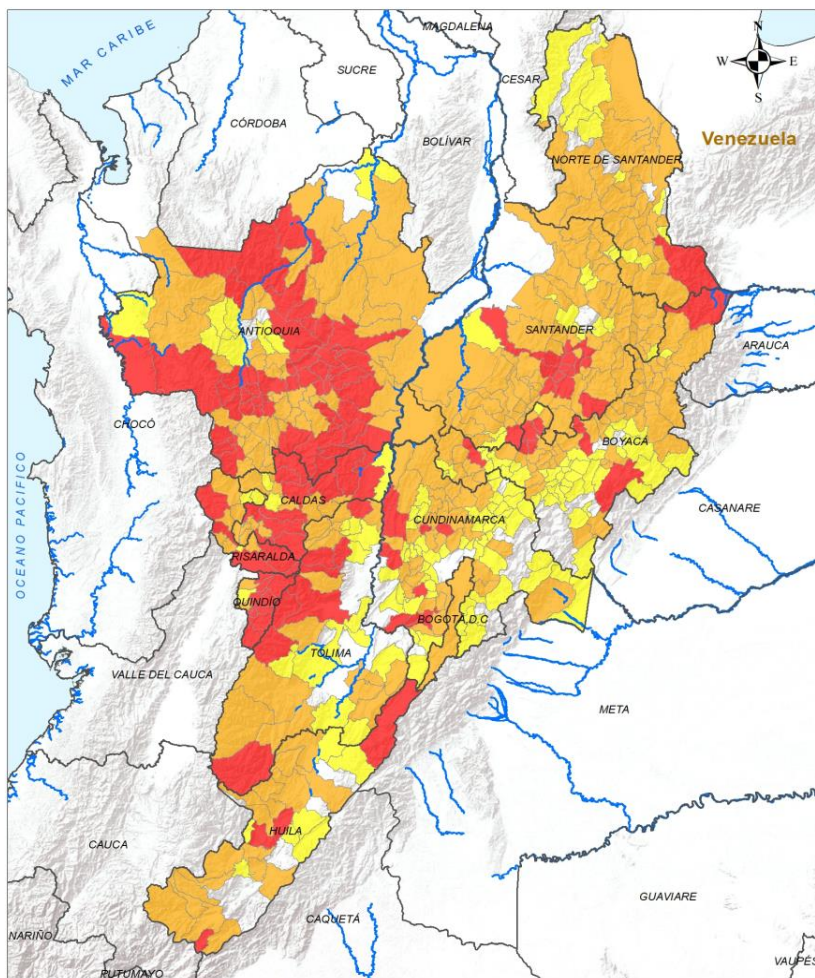 MAGDALENA
N
W E
S
MAR CARIBE
SUCRE
CESAR
CÓRDOBA
BOLÍVAR
Venezuela
NORTE DE SANTANDER
ANTIOQUIA
SANTANDER
ARAUCA
CHOCÓ
BOYACÁ
OCEANO PACIFICO
CALDAS
CASANARE
CUNDINAMARCA
RISARALDA
QUINDÍO
BOGOTÁ D.C
TOLIMA
VALLE DEL CAUCA
META
HUILA
CAUCA
GUAVIARE
CAQUETÁ
NARIÑO
VAUPÉS
PUTUMAYO